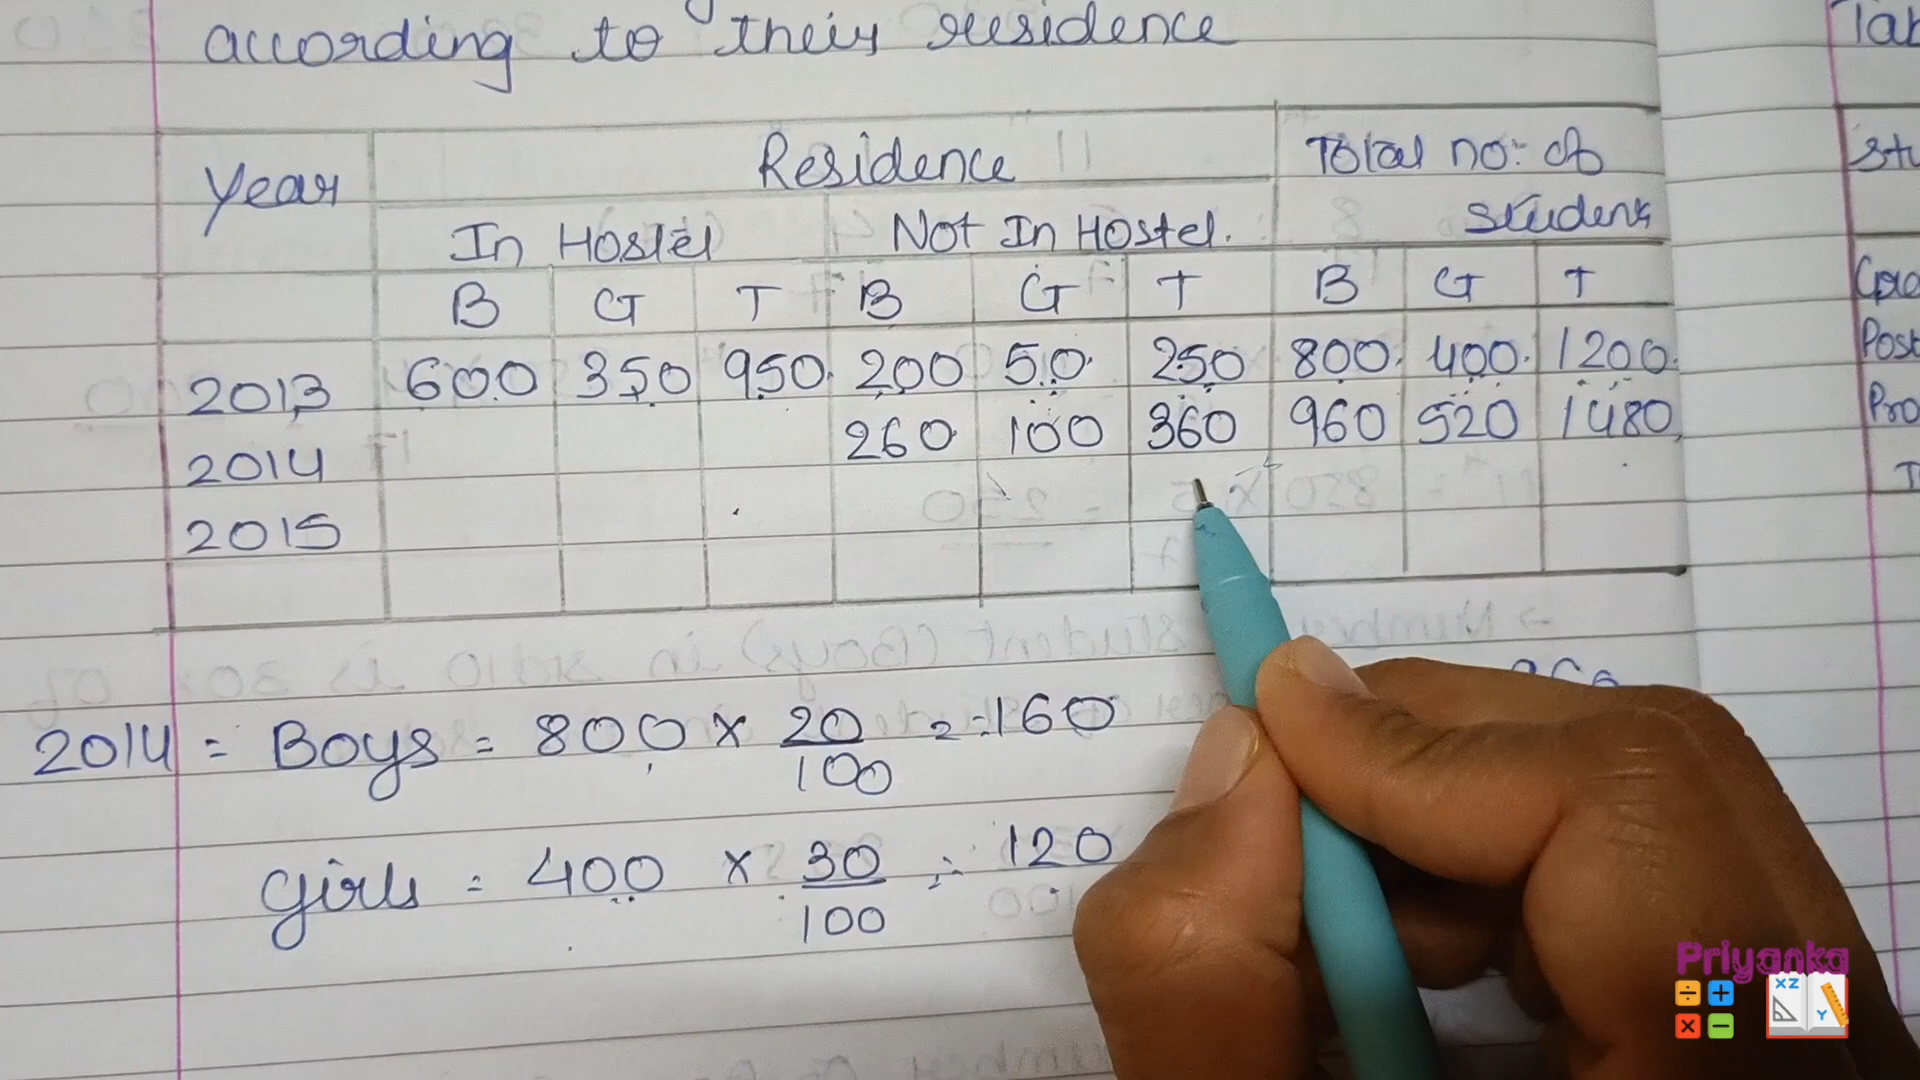 according to their residence
Year Residence Total no: of
In Hostel Not In Hostel. students
B G T B G T B G T
2013 600 350 950 200 50 250 800 400 1200
2014 260 100 360 960 520 1480
2015
2014 = Boys = 800 × 20/100 = 160
Girls = 400 × 30/100 = 120
Post
Priyanka
XZ
Y